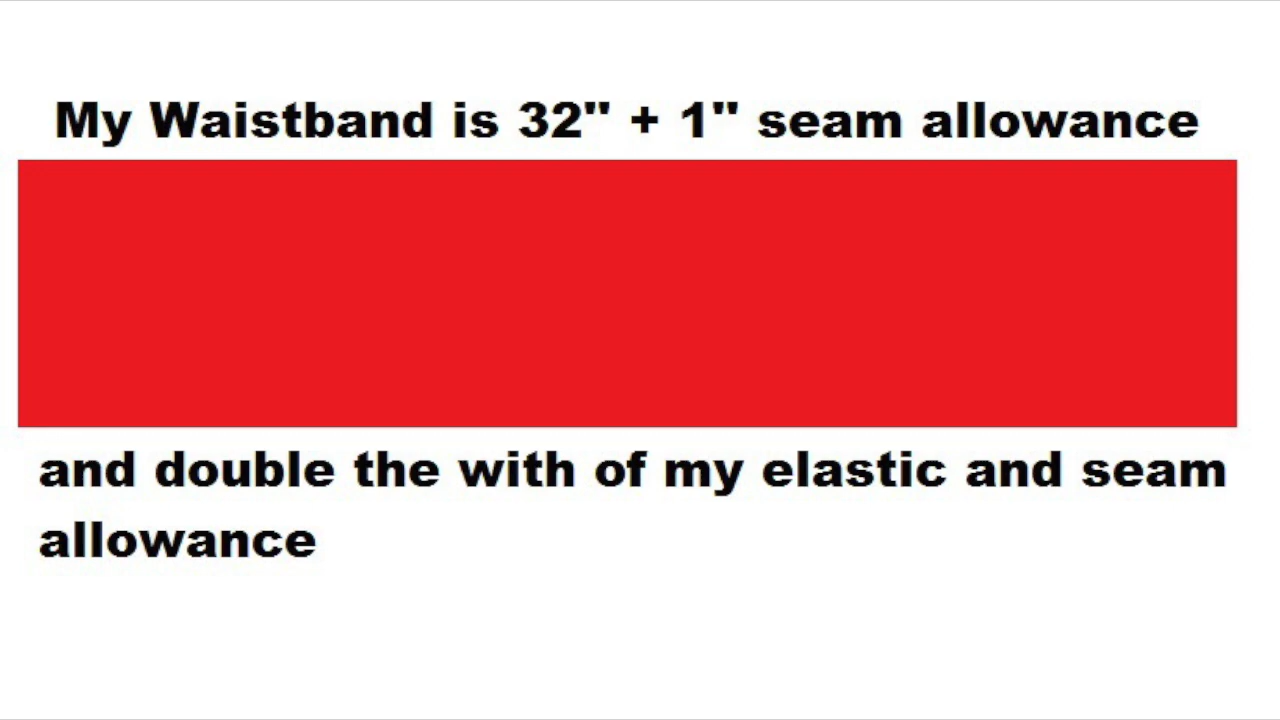 My Waistband is 32" + 1" seam allowance
and double the with of my elastic and seam
allowance